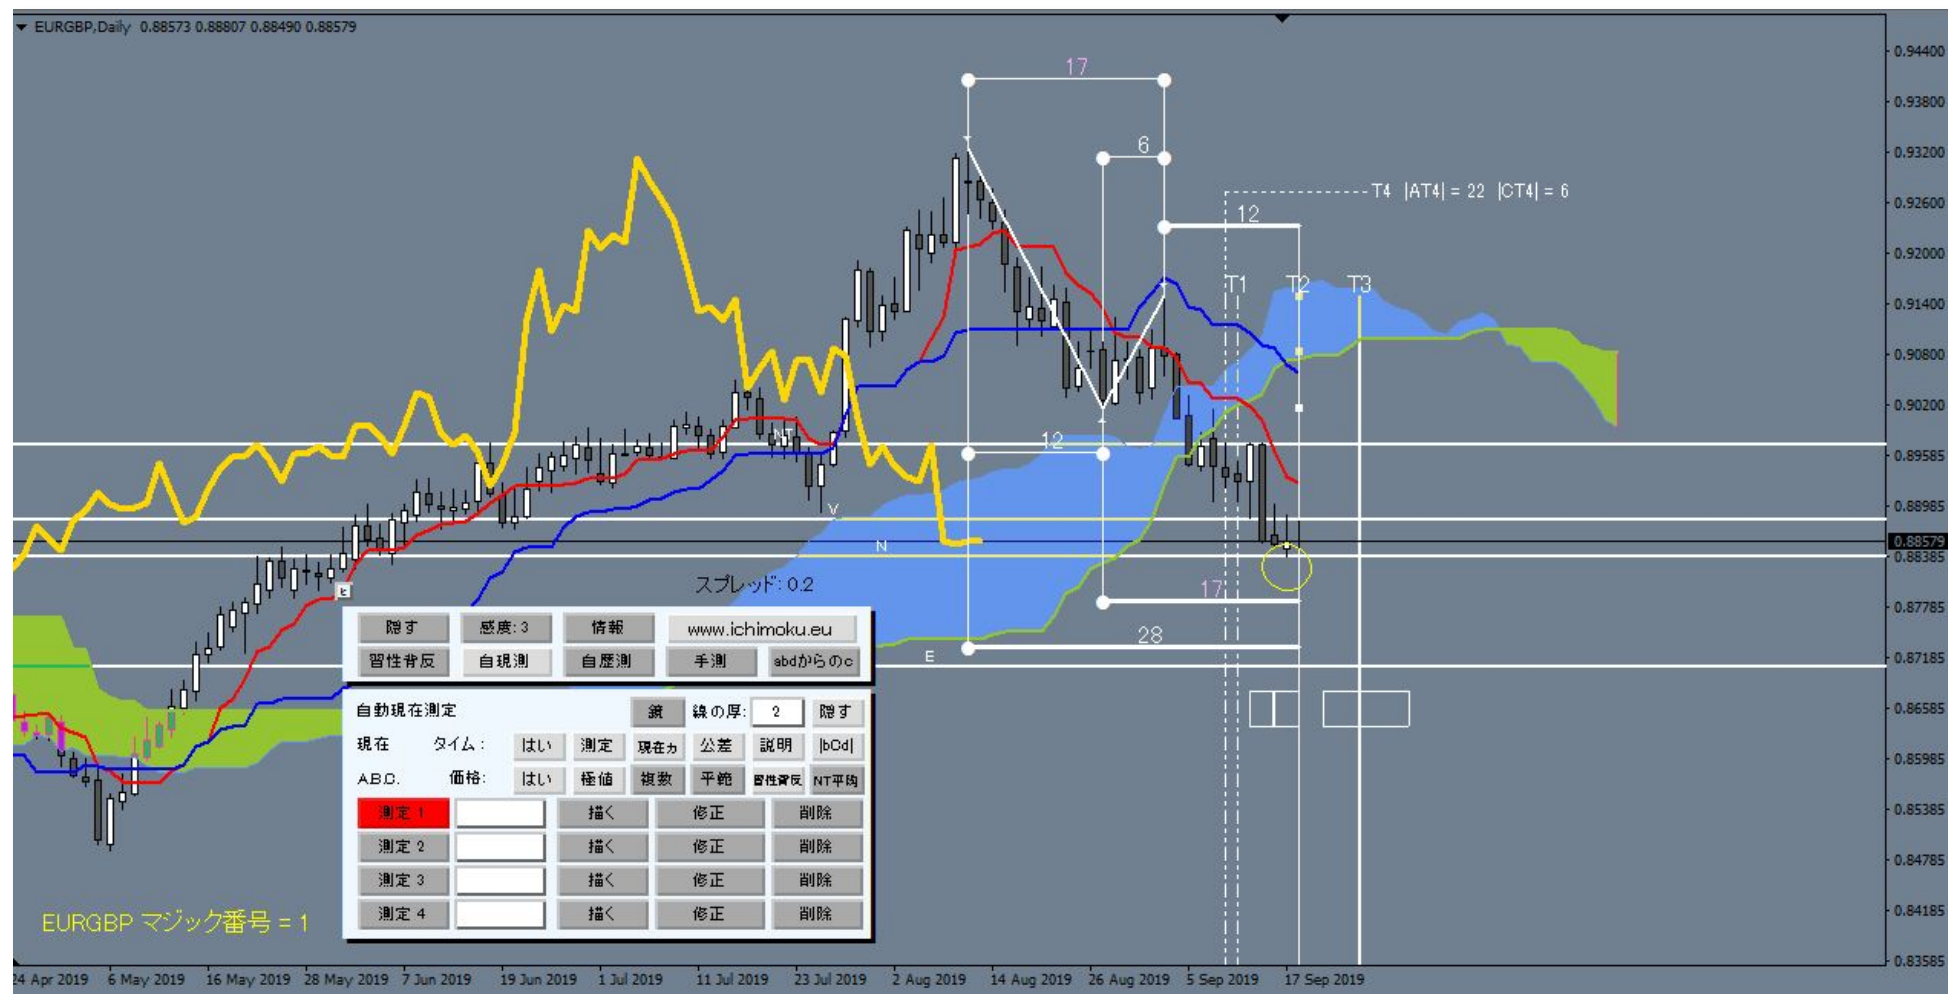 EURGBP,Daily 0.88573 0.88807 0.88490 0.88579
17
6
T4 |AT4| = 22 |CT4| = 6
12
T1
T2
T3
NT
12
V
N
スプレッド: 0.2
17
28
E
ヒ
隠す 感度: 3 情報 www.ichimoku.eu
習性背反 自現測 自歴測 手測 abdからのc
自動現在測定 鏡 線の厚: 2 隠す
現在 タイム: はい 測定 現在カ 公差 説明 |bCd|
A.B.C. 価格: はい 極値 複数 平範 習性背反 NT平均
測定 1 描く 修正 削除
測定 2 描く 修正 削除
測定 3 描く 修正 削除
測定 4 描く 修正 削除
EURGBP マジック番号 = 1
0.94400
0.93800
0.93200
0.92600
0.92000
0.91400
0.90800
0.90200
0.89585
0.88985
0.88579
0.88385
0.87785
0.87185
0.86585
0.85985
0.85385
0.84785
0.84185
0.83585
24 Apr 2019 6 May 2019 16 May 2019 28 May 2019 7 Jun 2019 19 Jun 2019 1 Jul 2019 11 Jul 2019 23 Jul 2019 2 Aug 2019 14 Aug 2019 26 Aug 2019 5 Sep 2019 17 Sep 2019